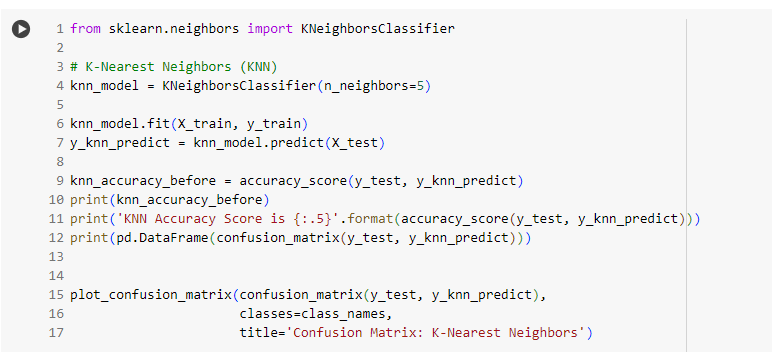 1 from sklearn.neighbors import KNeighborsClassifier
2
3 # K-Nearest Neighbors (KNN)
4 knn_model = KNeighborsClassifier(n_neighbors=5)
5
6 knn_model.fit(X_train, y_train)
7 y_knn_predict = knn_model.predict(X_test)
8
9 knn_accuracy_before = accuracy_score(y_test, y_knn_predict)
10 print(knn_accuracy_before)
11 print('KNN Accuracy Score is {:.5}'.format(accuracy_score(y_test, y_knn_predict)))
12 print(pd.DataFrame(confusion_matrix(y_test, y_knn_predict)))
13
14
15 plot_confusion_matrix(confusion_matrix(y_test, y_knn_predict),
16                       classes=class_names,
17                       title='Confusion Matrix: K-Nearest Neighbors')